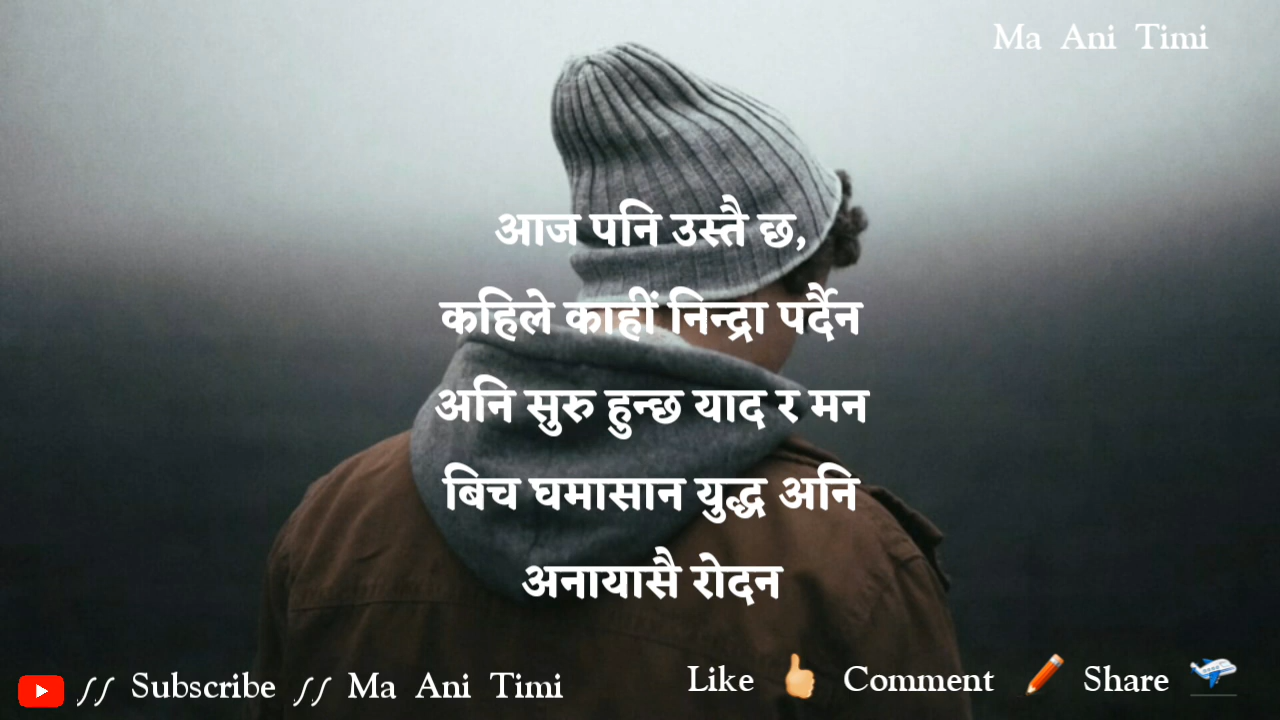 Ma Ani Timi
आज पनि उस्तै छ,
कहिले काहीं निन्द्रा पर्दैन
अनि सुरु हुन्छ याद र मन
बिच घमासान युद्ध अनि
अनायासै रोदन
Subscribe Ma Ani Timi Like Comment Share